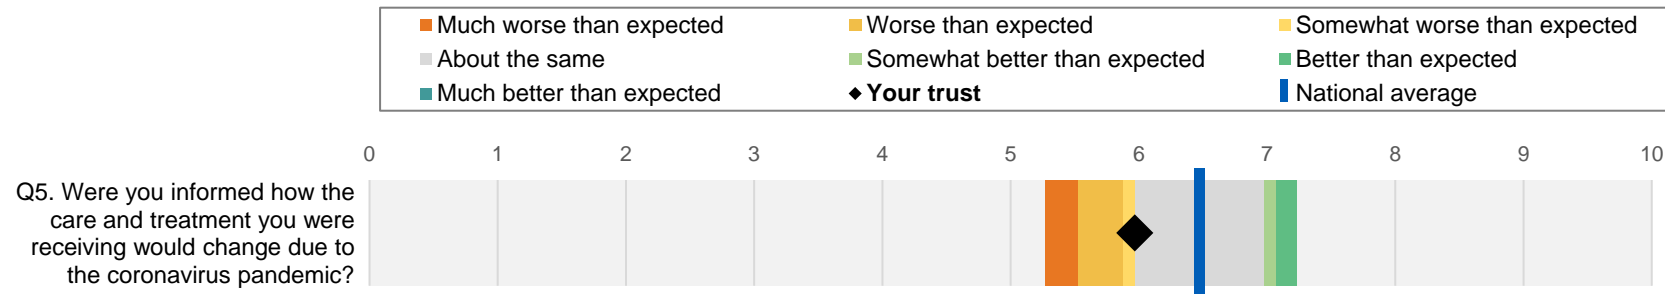 Much worse than expected
Worse than expected
Somewhat worse than expected
About the same
Somewhat better than expected
Better than expected
Much better than expected
Your trust
National average
0 1 2 3 4 5 6 7 8 9 10
Q5. Were you informed how the
care and treatment you were
receiving would change due to
the coronavirus pandemic?